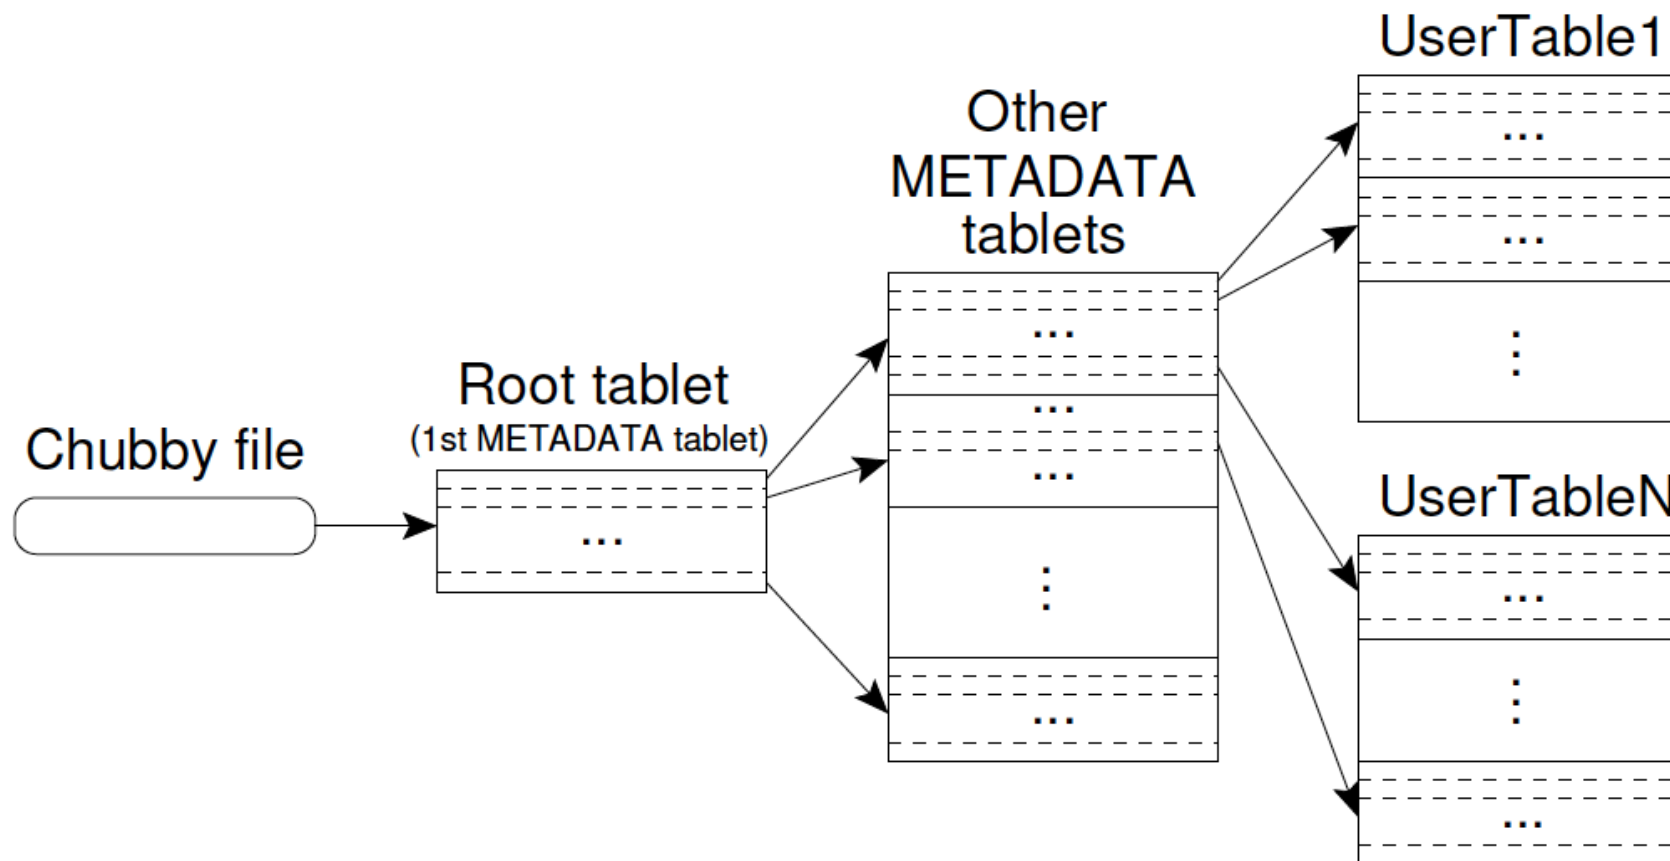 Chubby file
Root tablet
(1st METADATA tablet)
...
Other
METADATA
tablets
...
...
...
⋮
...
UserTable1
...
...
⋮
UserTableN
...
⋮
...